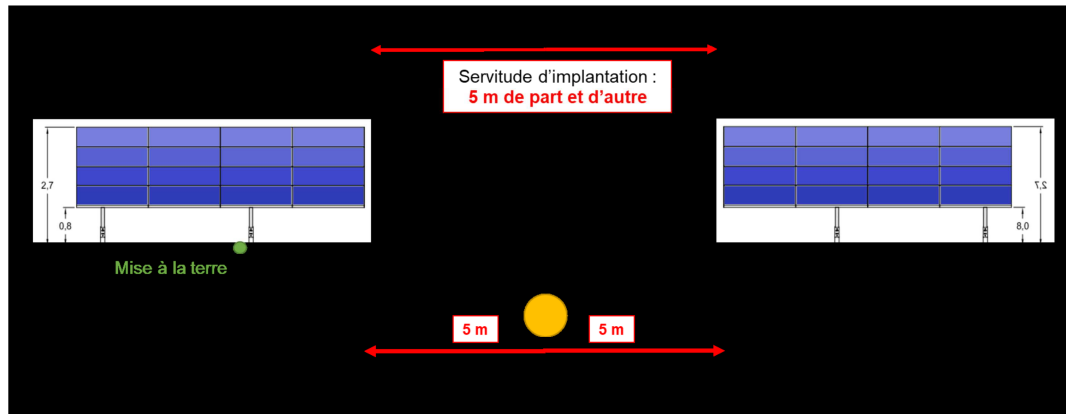 Servitude d'implantation :
5 m de part et d'autre
2,7
0,8
2,7
0,8
Mise à la terre
5 m
5 m